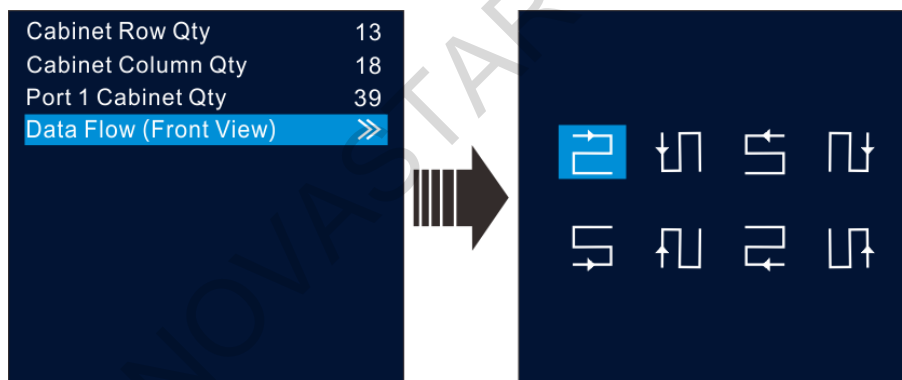 Cabinet Row Qty 13
Cabinet Column Qty 18
Port 1 Cabinet Qty 39
Data Flow (Front View) »
NOVASTAR